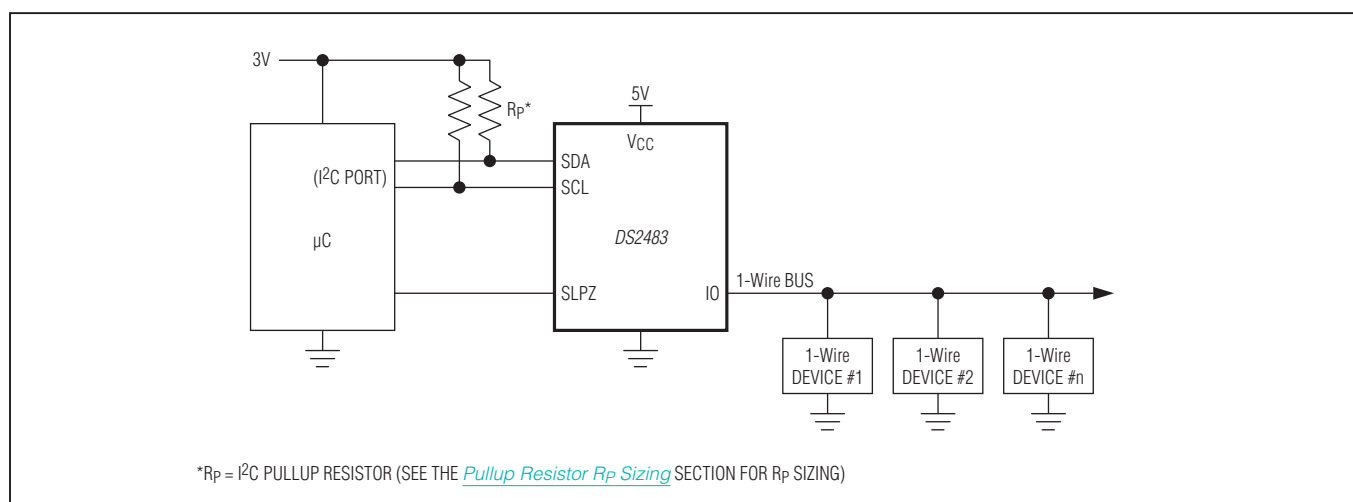 3V
RP*
5V
VCC
SDA
(I²C PORT)
SCL
µC
DS2483
SLPZ
IO
1-Wire BUS
1-Wire
DEVICE #1
1-Wire
DEVICE #2
1-Wire
DEVICE #n
*RP = I²C PULLUP RESISTOR (SEE THE Pullup Resistor RP Sizing SECTION FOR RP SIZING)